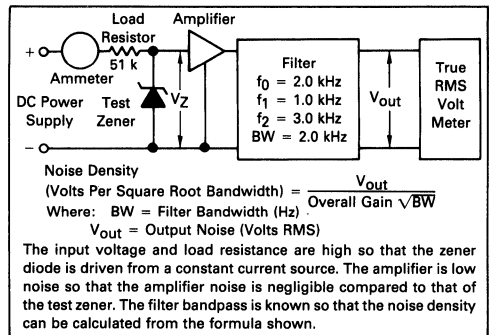 Load
Resistor
51 k
Amplifier
+
Ammeter
DC Power
Supply
Test
Zener
VZ
−
Filter
f0 = 2.0 kHz
f1 = 1.0 kHz
f2 = 3.0 kHz
BW = 2.0 kHz
Vout
True
RMS
Volt
Meter
Noise Density
(Volts Per Square Root Bandwidth) = Vout / Overall Gain √BW
Where: BW = Filter Bandwidth (Hz)
Vout = Output Noise (Volts RMS)
The input voltage and load resistance are high so that the zener
diode is driven from a constant current source. The amplifier is low
noise so that the amplifier noise is negligible compared to that of
the test zener. The filter bandpass is known so that the noise density
can be calculated from the formula shown.